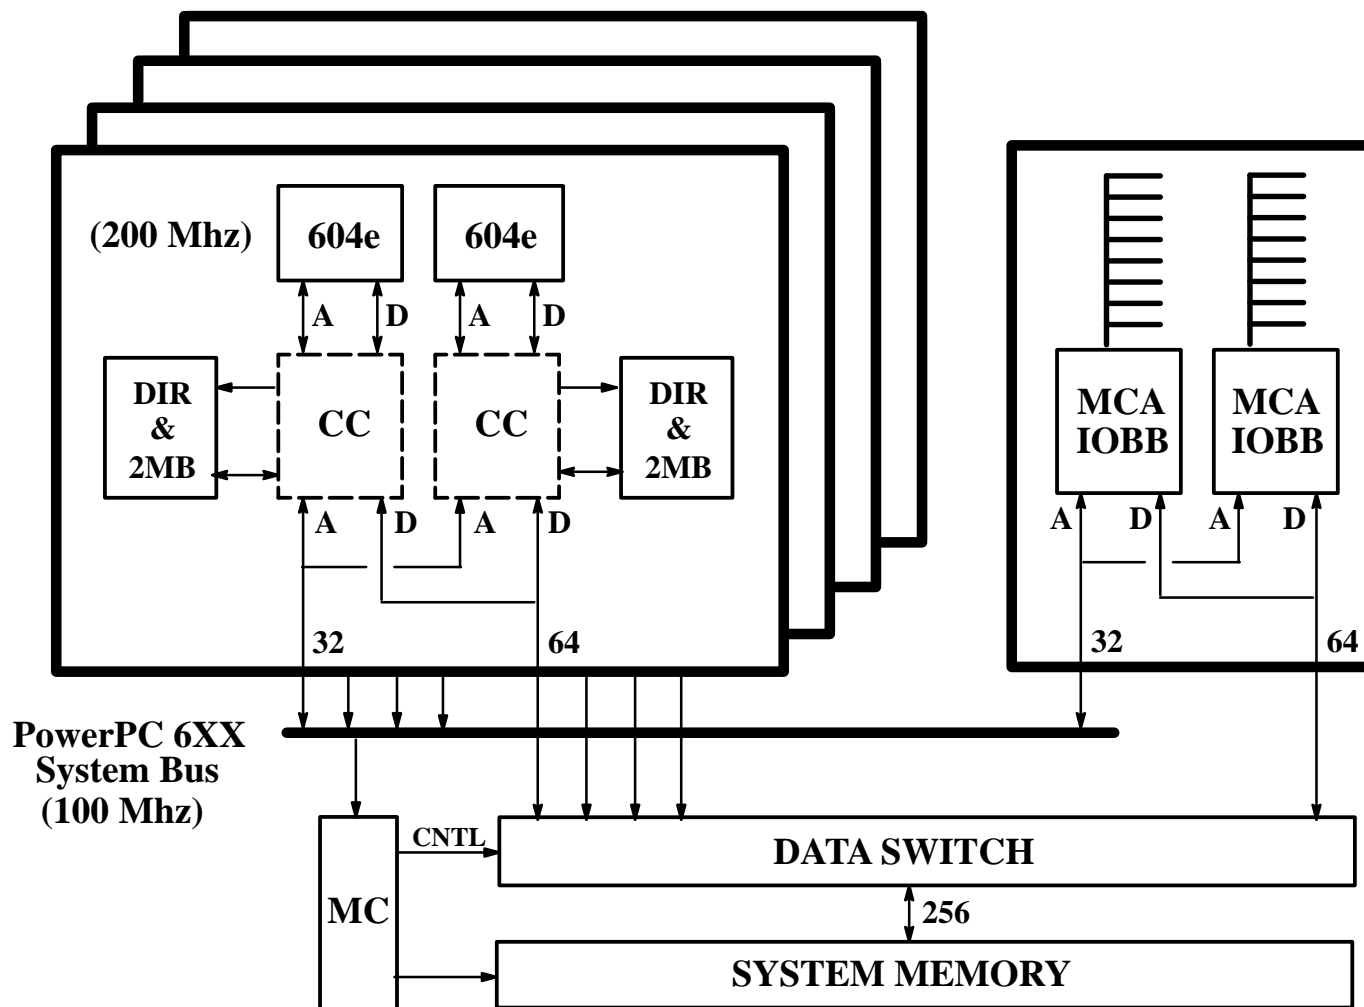 (200 Mhz)
604e
604e
A
D
A
D
DIR
&
2MB
CC
CC
DIR
&
2MB
MCA
IOBB
MCA
IOBB
A
D
A
D
A
D
A
D
32
64
32
64
PowerPC 6XX
System Bus
(100 Mhz)
CNTL
DATA SWITCH
MC
256
SYSTEM MEMORY